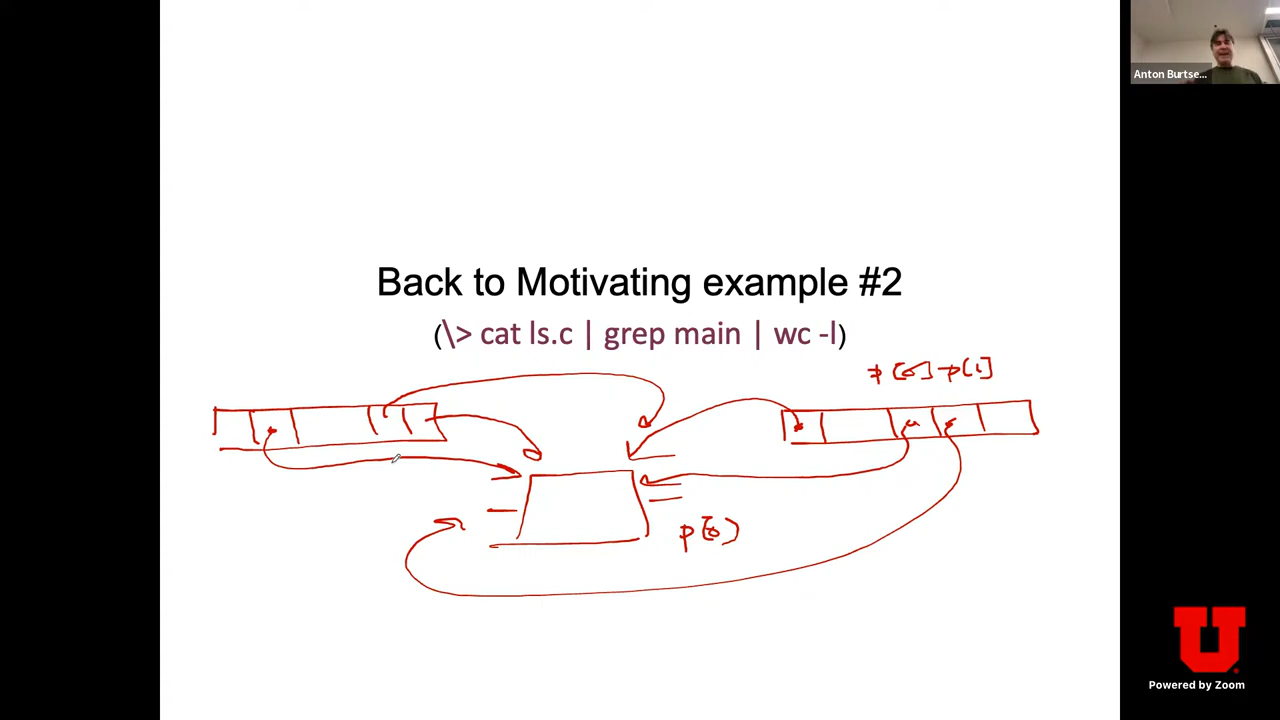 Anton Burtse...
Back to Motivating example #2
(\> cat ls.c | grep main | wc -l)
p[0] p[1]
p[0]
U
Powered by Zoom